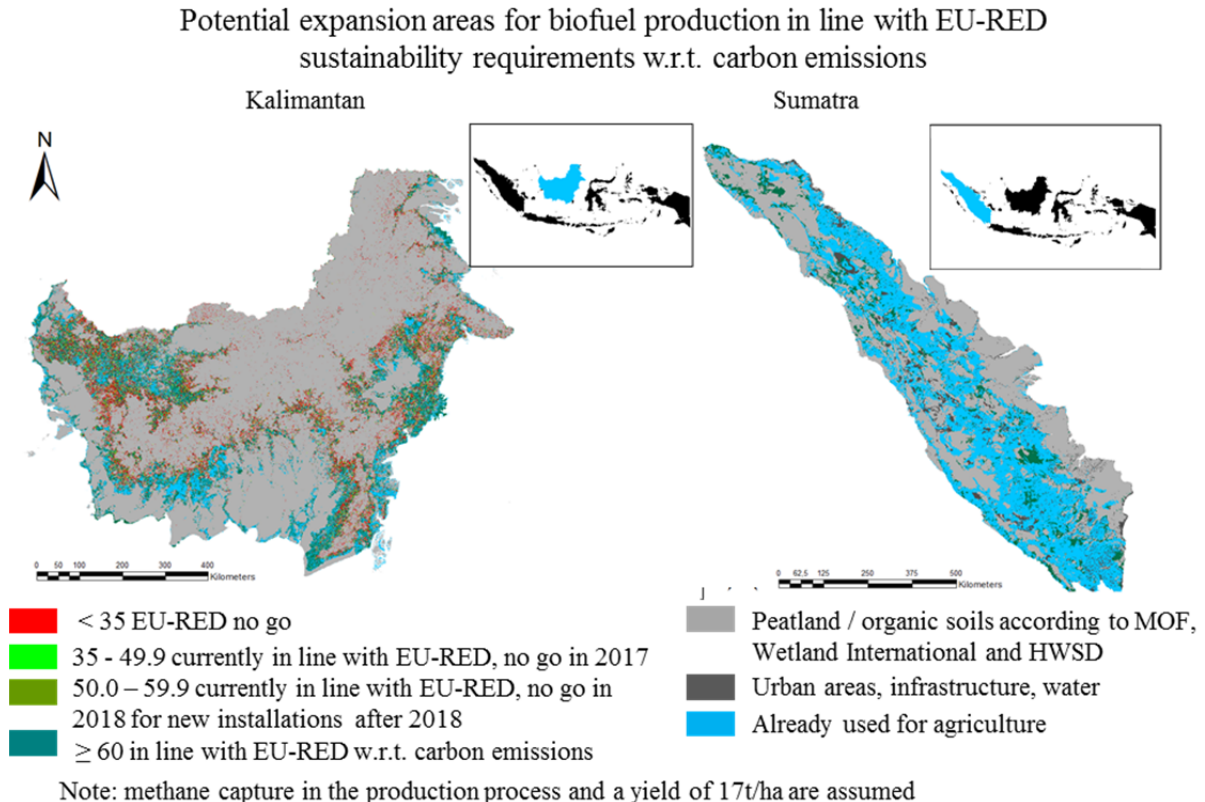 Potential expansion areas for biofuel production in line with EU-RED
sustainability requirements w.r.t. carbon emissions
Kalimantan
Sumatra
N
0 50 100 200 300 400
Kilometers
0 62,5 125 250 375 500
Kilometers
< 35 EU-RED no go
35 - 49.9 currently in line with EU-RED, no go in 2017
50.0 – 59.9 currently in line with EU-RED, no go in
2018 for new installations after 2018
≥ 60 in line with EU-RED w.r.t. carbon emissions
Peatland / organic soils according to MOF,
Wetland International and HWSD
Urban areas, infrastructure, water
Already used for agriculture
Note: methane capture in the production process and a yield of 17t/ha are assumed